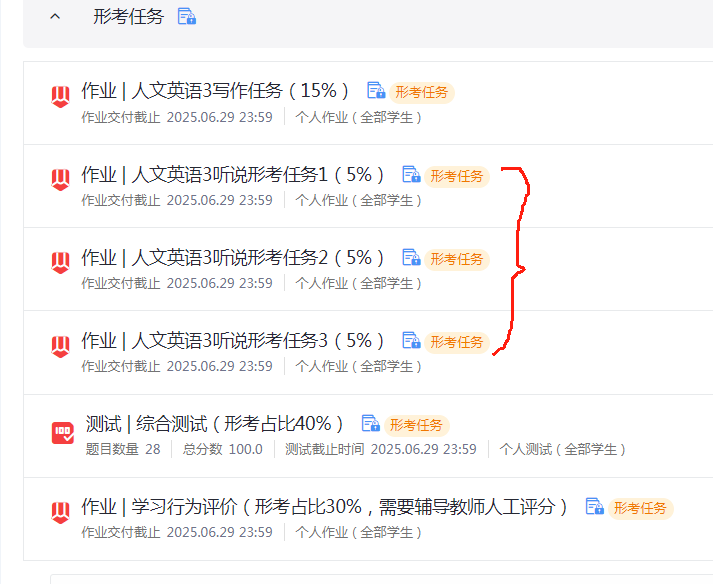 形考任务
作业 | 人文英语3写作任务（15%） 形考任务
作业交付截止 2025.06.29 23:59 个人作业（全部学生）
作业 | 人文英语3听说形考任务1（5%） 形考任务
作业交付截止 2025.06.29 23:59 个人作业（全部学生）
作业 | 人文英语3听说形考任务2（5%） 形考任务
作业交付截止 2025.06.29 23:59 个人作业（全部学生）
作业 | 人文英语3听说形考任务3（5%） 形考任务
作业交付截止 2025.06.29 23:59 个人作业（全部学生）
100 测试 | 综合测试（形考占比40%） 形考任务
题目数量 28 总分数 100.0 测试截止时间 2025.06.29 23:59 个人测试（全部学生）
作业 | 学习行为评价（形考占比30%，需要辅导教师人工评分） 形考任务
作业交付截止 2025.06.29 23:59 个人作业（全部学生）